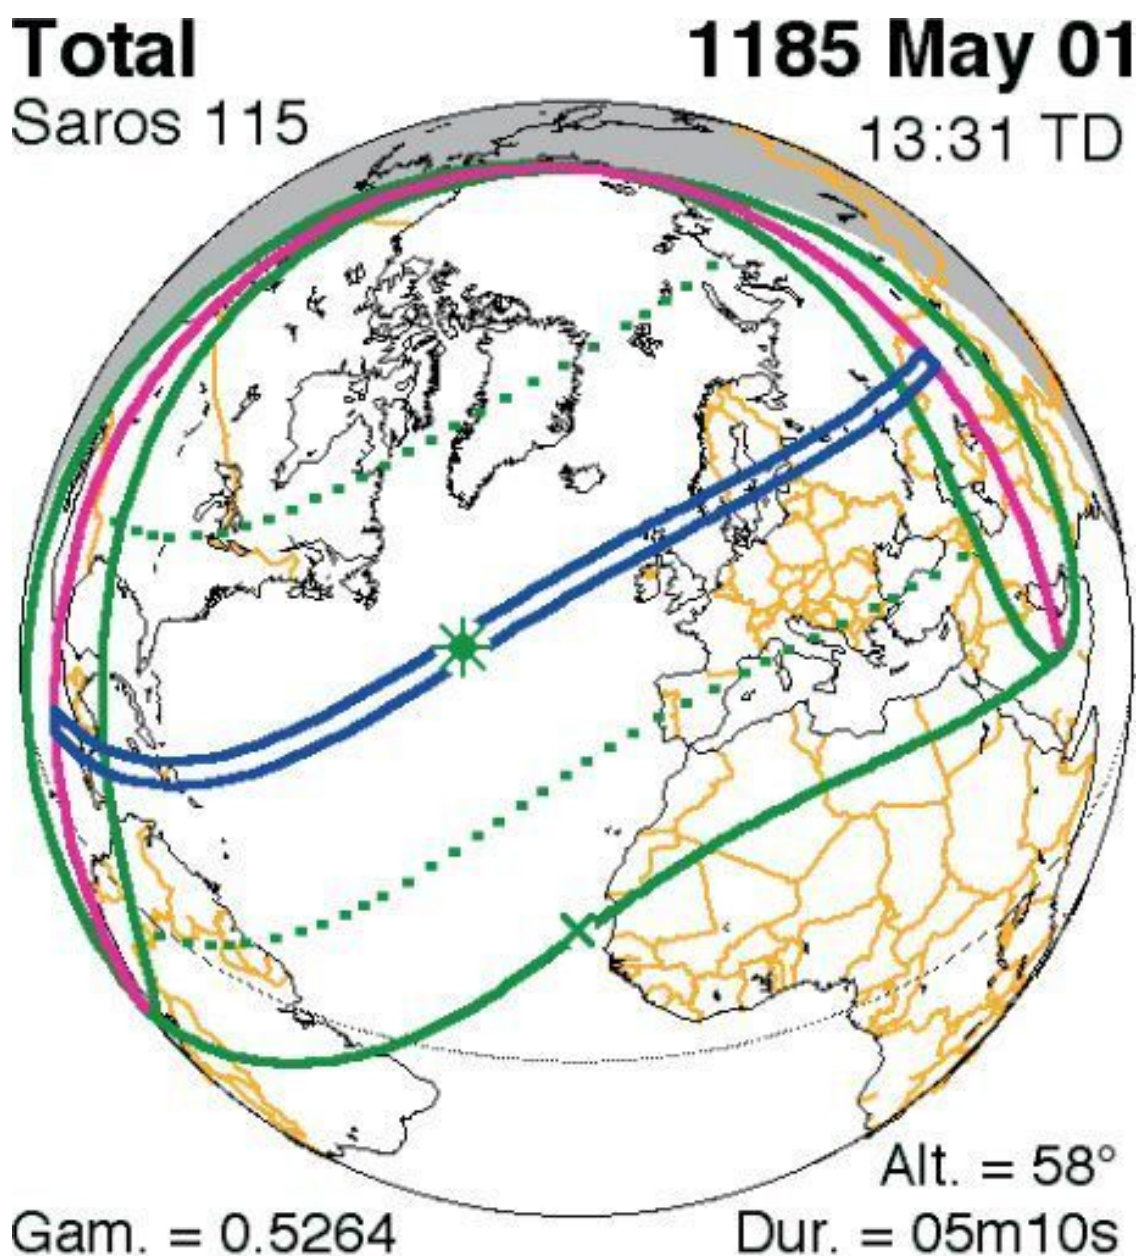 Total
1185 May 01
Saros 115
13:31 TD
Alt. = 58°
Gam. = 0.5264
Dur. = 05m10s